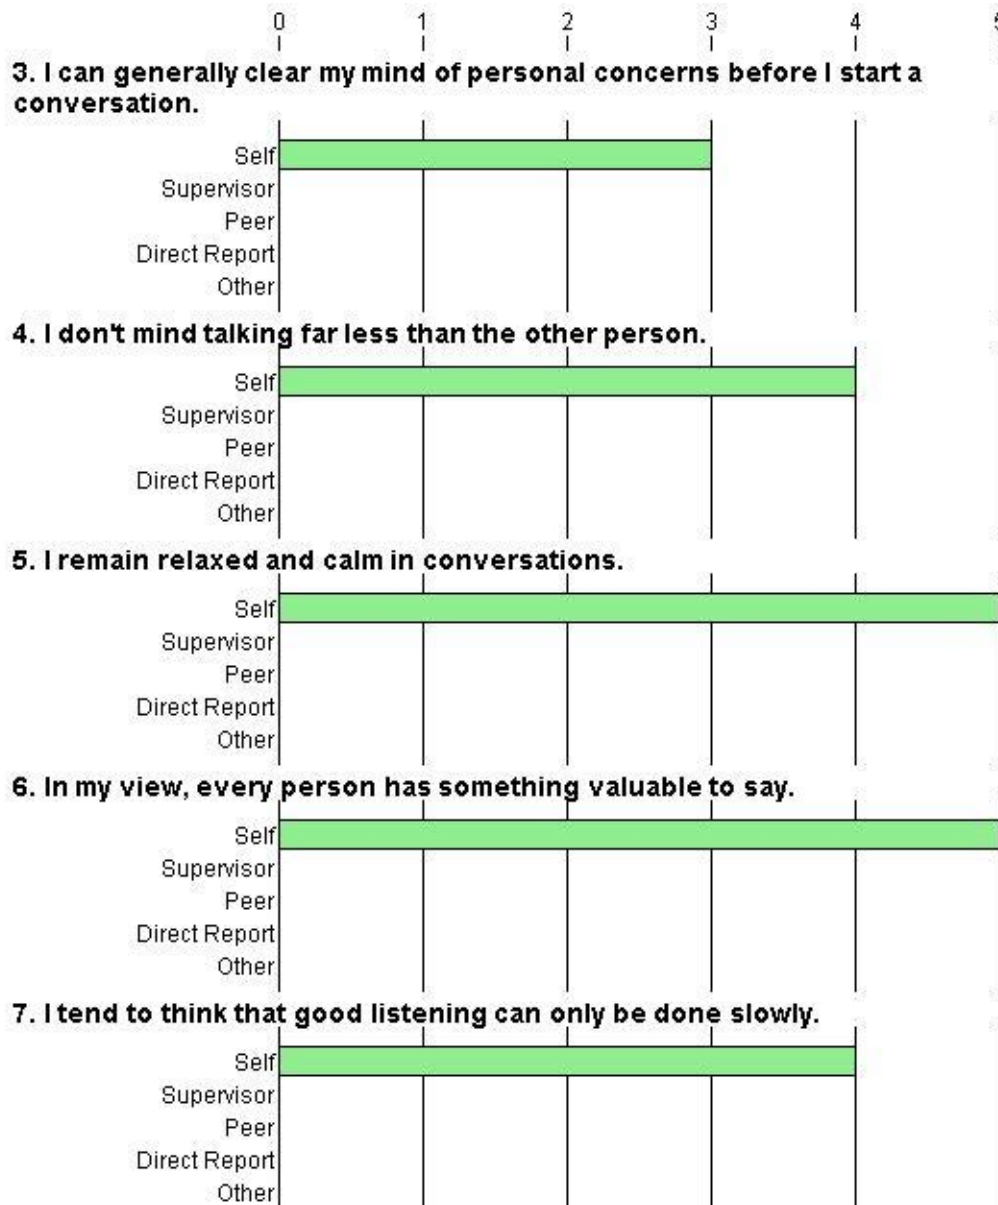 0 1 2 3 4 5
3. I can generally clear my mind of personal concerns before I start a
conversation.
Self
Supervisor
Peer
Direct Report
Other
4. I don't mind talking far less than the other person.
Self
Supervisor
Peer
Direct Report
Other
5. I remain relaxed and calm in conversations.
Self
Supervisor
Peer
Direct Report
Other
6. In my view, every person has something valuable to say.
Self
Supervisor
Peer
Direct Report
Other
7. I tend to think that good listening can only be done slowly.
Self
Supervisor
Peer
Direct Report
Other